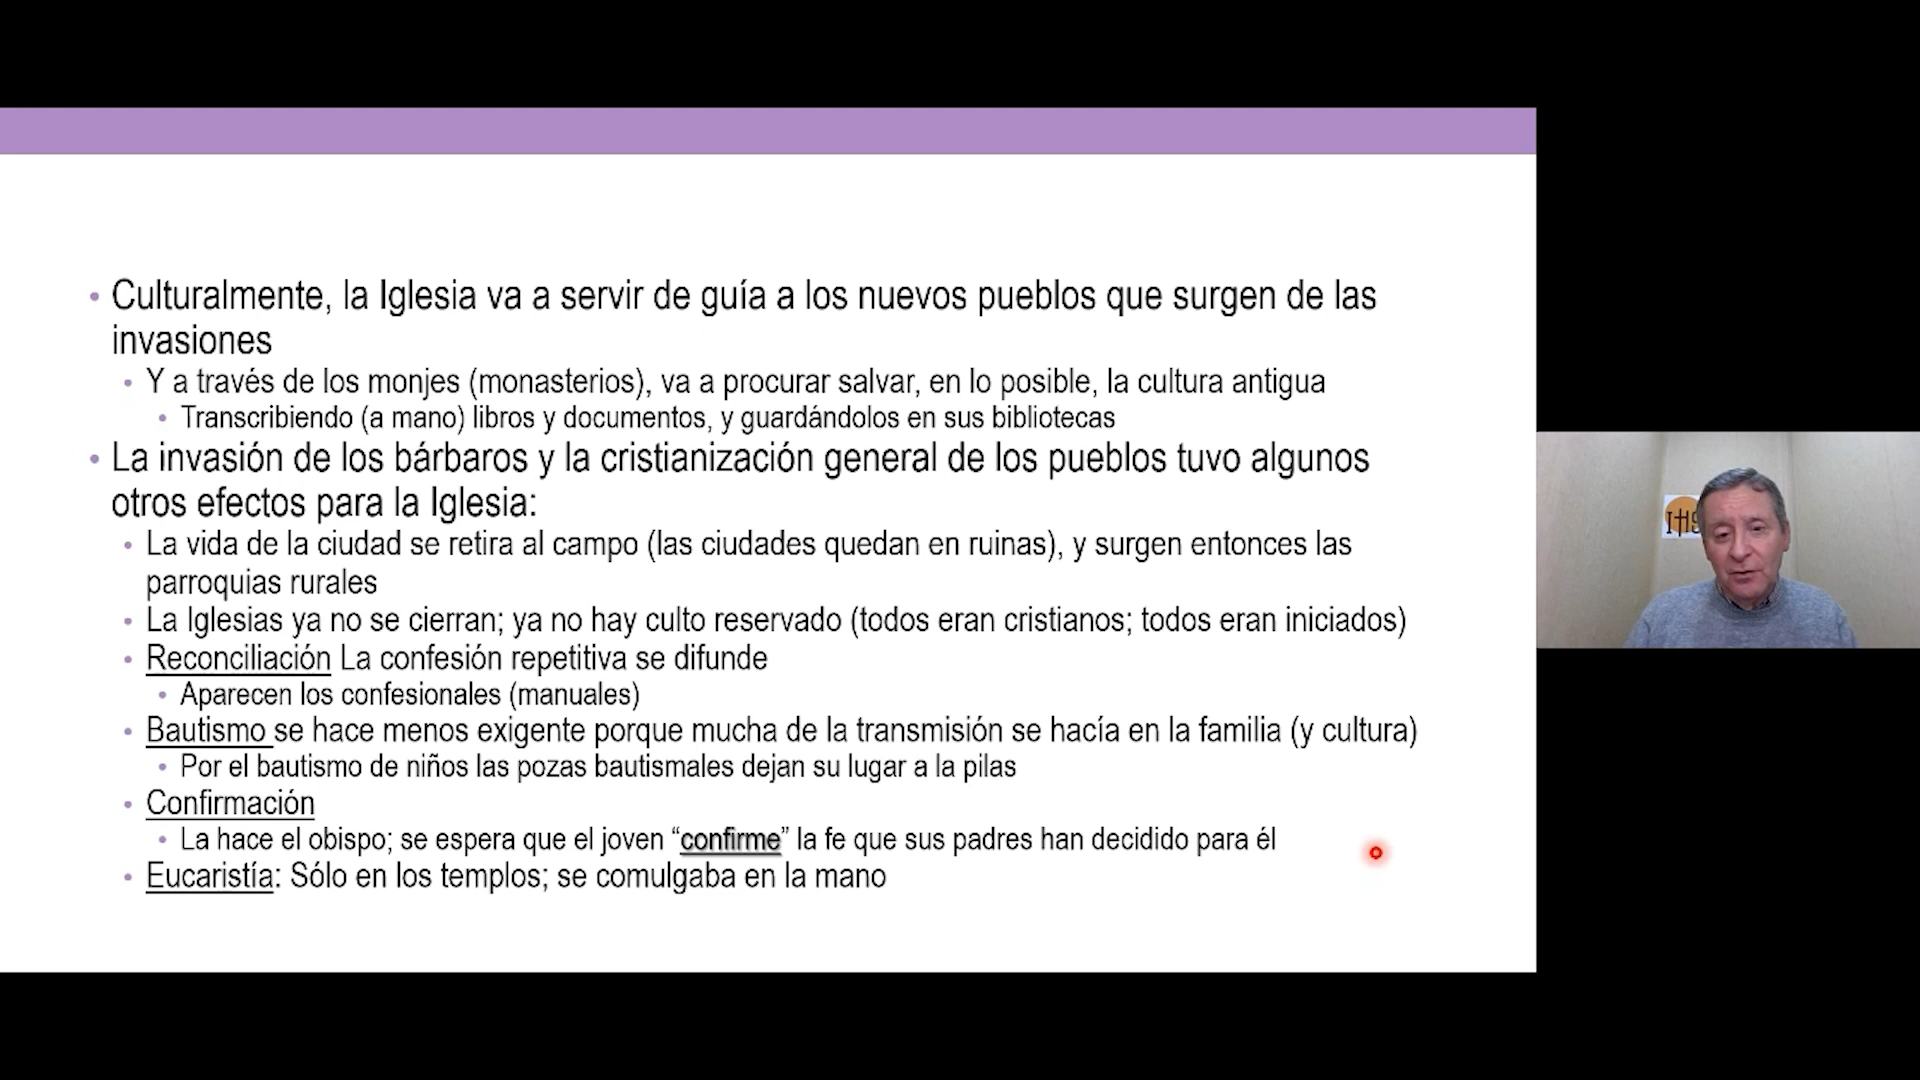 • Culturalmente, la Iglesia va a servir de guía a los nuevos pueblos que surgen de las
invasiones
• Y a través de los monjes (monasterios), va a procurar salvar, en lo posible, la cultura antigua
• Transcribiendo (a mano) libros y documentos, y guardándolos en sus bibliotecas
• La invasión de los bárbaros y la cristianización general de los pueblos tuvo algunos
otros efectos para la Iglesia:
• La vida de la ciudad se retira al campo (las ciudades quedan en ruinas), y surgen entonces las
parroquias rurales
• La Iglesias ya no se cierran; ya no hay culto reservado (todos eran cristianos; todos eran iniciados)
• Reconciliación La confesión repetitiva se difunde
• Aparecen los confesionales (manuales)
• Bautismo se hace menos exigente porque mucha de la transmisión se hacía en la familia (y cultura)
• Por el bautismo de niños las pozas bautismales dejan su lugar a la pilas
• Confirmación
• La hace el obispo; se espera que el joven “confirme” la fe que sus padres han decidido para él
• Eucaristía: Sólo en los templos; se comulgaba en la mano
IHS